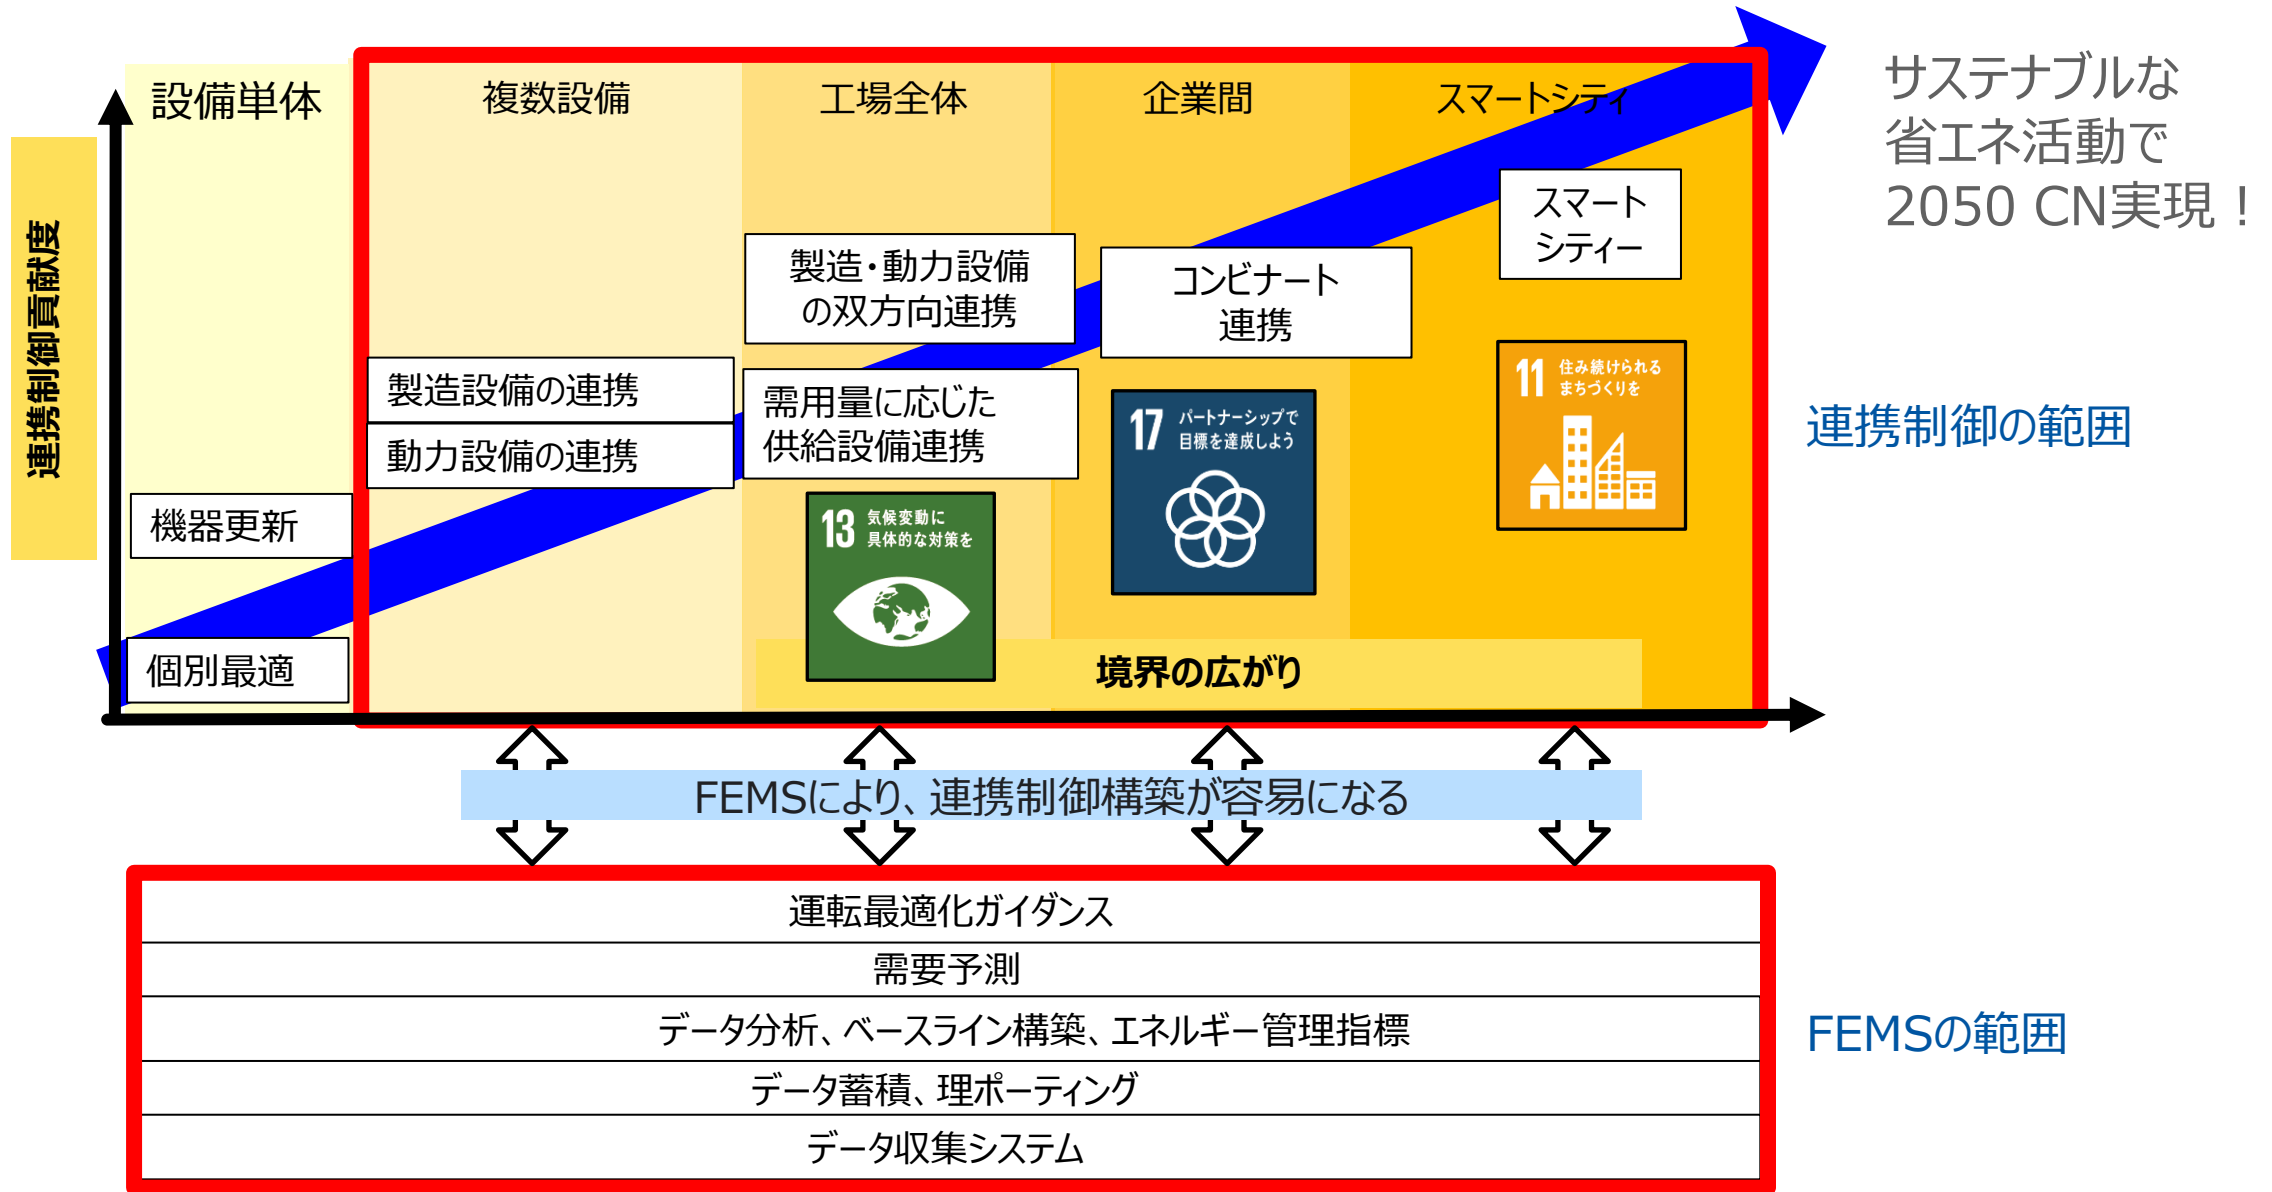 設備単体
複数設備
工場全体
企業間
スマートシティ
サステナブルな
省エネ活動で
2050 CN実現！
連携制御貢献度
スマート
シティー
製造・動力設備
の双方向連携
コンビナート
連携
製造設備の連携
動力設備の連携
需用量に応じた
供給設備連携
11 住み続けられる
まちづくりを
17 パートナーシップで
目標を達成しよう
連携制御の範囲
機器更新
13 気候変動に
具体的な対策を
個別最適
境界の広がり
FEMSにより、連携制御構築が容易になる
運転最適化ガイダンス
需要予測
データ分析、ベースライン構築、エネルギー管理指標
FEMSの範囲
データ蓄積、理ポーティング
データ収集システム